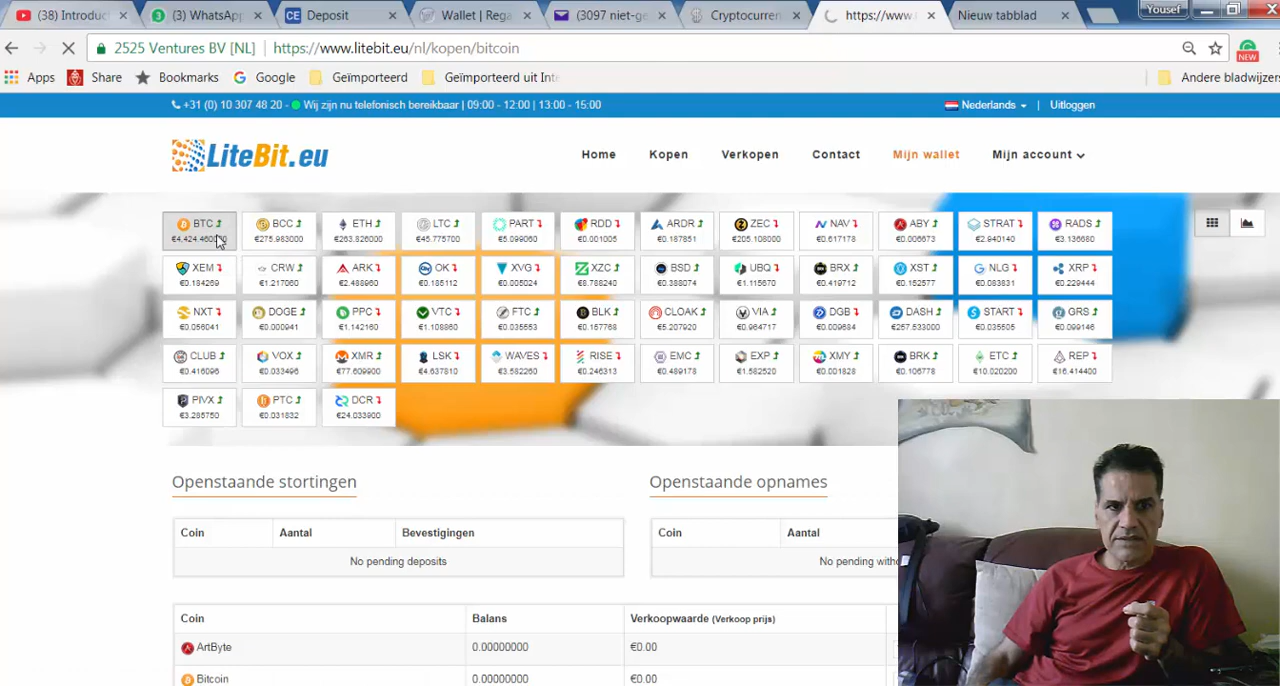 (38) Introduc
(3) WhatsAp
Deposit
Wallet | Rega
(3097 niet-ge
Cryptocurren
https://www.
Nieuw tabblad
Yousef
2525 Ventures BV [NL] https://www.litebit.eu/nl/kopen/bitcoin
NEW
Apps Share Bookmarks Google Geïmporteerd Geïmporteerd uit Int Andere bladwijzers
+31 (0) 10 307 48 20 - Wij zijn nu telefonisch bereikbaar | 09:00 - 12:00 | 13:00 - 15:00 Nederlands | Uitloggen
LiteBit.eu
Home Kopen Verkopen Contact Mijn wallet Mijn account
BTC BCC ETH LTC PART RDD ARDR ZEC NAV ABY STRAT RADS
€275.983000 €263.826000 €45.775700 €5.099060 €0.001005 €0.187851 €205.108000 €0.617178 €0.006673 €2.940140 €3.136680
XEM CRW ARK OK XVG XZC BSD UBQ BRX XST NLG XRP
€0.184269 €1.217060 €2.488960 €0.185112 €0.005024 €8.788240 €0.388074 €1.115670 €0.419712 €0.152577 €0.083831 €0.229444
NXT DOGE PPC VTC FTC BLK CLOAK VIA DGB DASH START GRS
€0.056041 €0.000941 €1.142160 €1.108860 €0.035553 €0.157768 €5.207920 €0.964717 €0.009684 €257.533000 €0.035605 €0.099146
CLUB VOX XMR LSK WAVES RISE EMC EXP XMY BRK ETC REP
€0.416096 €0.033496 €77.609900 €4.637810 €3.582260 €0.246313 €0.489178 €1.582520 €0.001828 €0.106778 €10.020200 €16.414400
PIVX PTC DCR
€3.285750 €0.031832 €24.033900
Openstaande stortingen Openstaande opnames
Coin Aantal Bevestigingen Coin Aantal
No pending deposits No pending with
Coin Balans Verkoopwaarde (Verkoop prijs)
ArtByte 0.00000000 €0.00
Bitcoin 0.00000000 €0.00